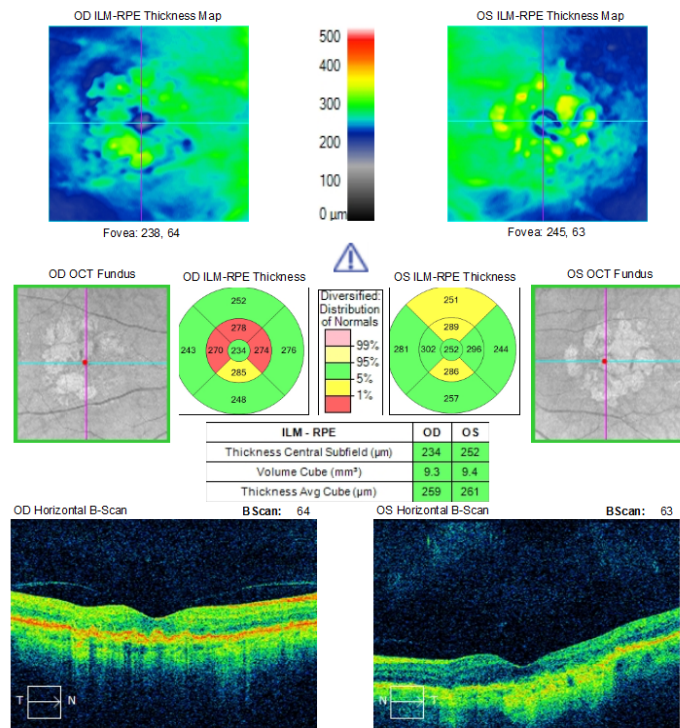 OD ILM-RPE Thickness Map
OS ILM-RPE Thickness Map
500
400
300
200
100
0 µm
Fovea: 238, 64
Fovea: 245, 63
OD OCT Fundus
OD ILM-RPE Thickness
OS ILM-RPE Thickness
OS OCT Fundus
252
278
243 270 234 274 276
285
248
Diversified:
Distribution
of Normals
99%
95%
5%
1%
251
289
281 302 252 296 244
286
257
ILM - RPE OD OS
Thickness Central Subfield (µm) 234 252
Volume Cube (mm³) 9.3 9.4
Thickness Avg Cube (µm) 259 261
OD Horizontal B-Scan BScan: 64
OS Horizontal B-Scan BScan: 63
T N
N T